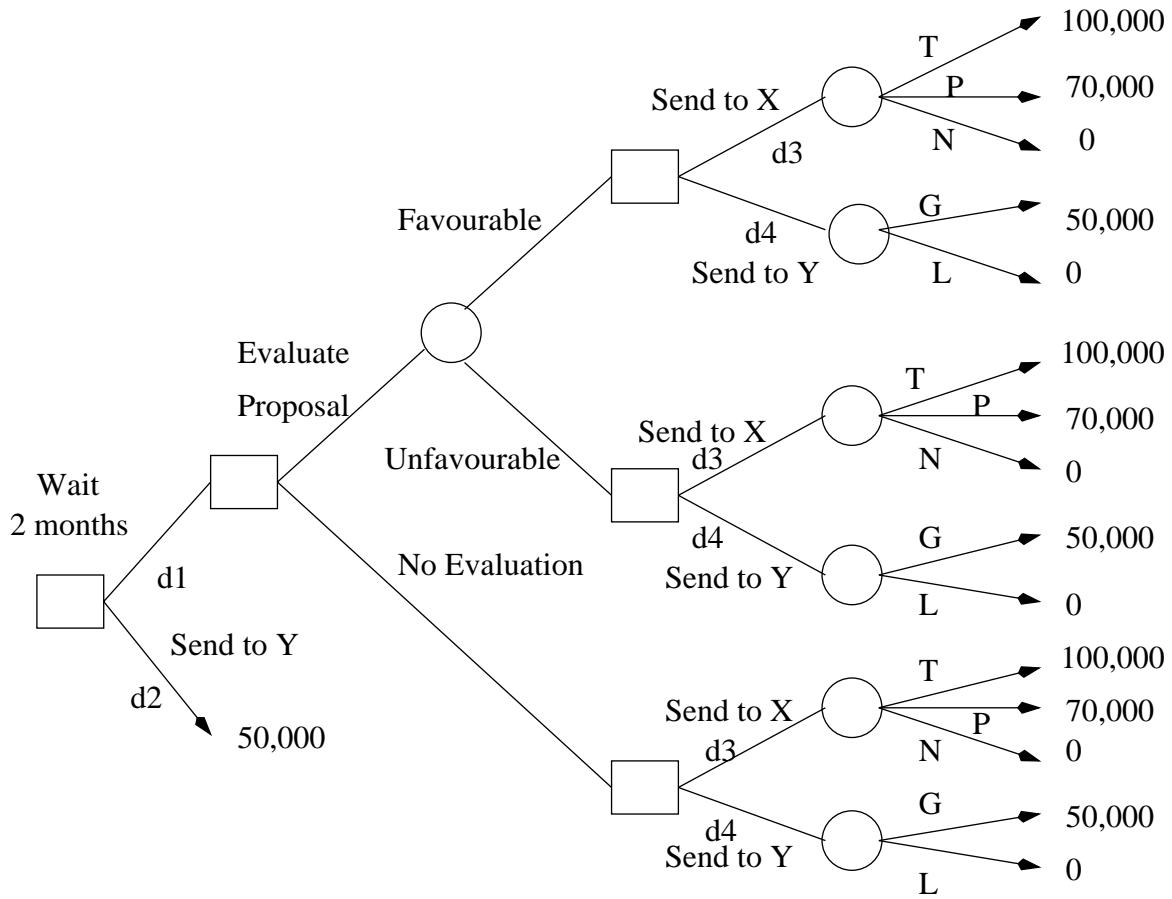 100,000
T
P
70,000
Send to X
N
0
d3
Favourable
G
50,000
d4
Send to Y
L
0
Evaluate
Proposal
100,000
T
P
70,000
Send to X
d3
N
0
Unfavourable
Wait
2 months
d4
G
50,000
No Evaluation
Send to Y
d1
L
0
Send to Y
d2
50,000
100,000
T
Send to X
P
70,000
d3
N
0
G
50,000
d4
Send to Y
L
0